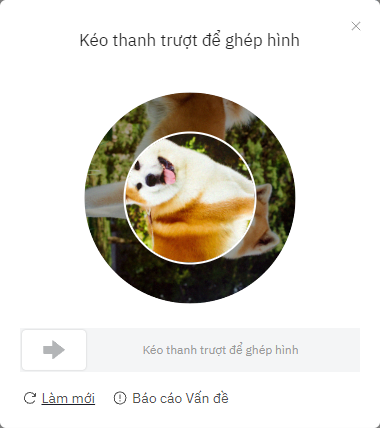 Kéo thanh trượt để ghép hình
Kéo thanh trượt để ghép hình
Làm mới
Báo cáo Vấn đề